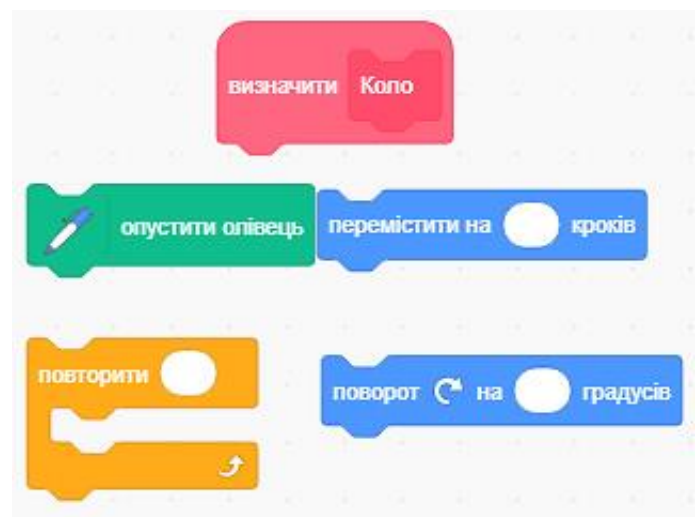 визначити Коло
опустити олівець
перемістити на кроків
повторити
поворот на градусів